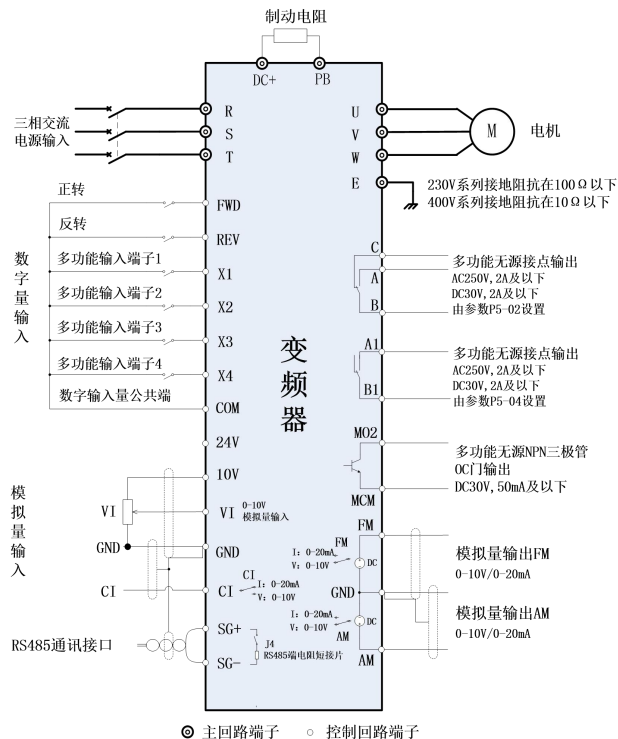 制动电阻
DC+ PB
三相交流
电源输入
R
S
T
U
V
W
E
M 电机
230V系列接地阻抗在100Ω以下
400V系列接地阻抗在10Ω以下
数字量输入
正转
FWD
反转
REV
多功能输入端子1
X1
多功能输入端子2
X2
多功能输入端子3
X3
多功能输入端子4
X4
数字输入量公共端
COM
24V
变频器
C
A
B
多功能无源接点输出
AC250V,2A及以下
DC30V,2A及以下
由参数P5-02设置
A1
B1
多功能无源接点输出
AC250V,2A及以下
DC30V,2A及以下
由参数P5-04设置
MO2
MCM
多功能无源NPN三极管
OC门输出
DC30V,50mA及以下
模拟量输入
10V
VI
VI 0-10V
模拟量输入
GND
GND
CI
CI
CI
I: 0-20mA
V: 0-10V
FM
FM
I: 0-20mA
V: 0-10V
DC
GND
I: 0-20mA
V: 0-10V
DC
AM
AM
模拟量输出FM
0-10V/0-20mA
模拟量输出AM
0-10V/0-20mA
RS485通讯接口
SG+
SG-
J4
RS485端电阻短接片
主回路端子 控制回路端子